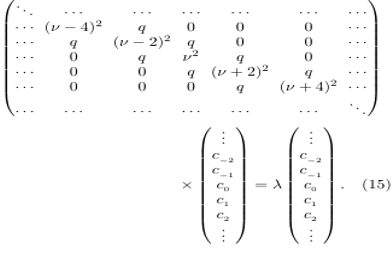 ⋱ ⋯ ⋯ ⋯ ⋯ ⋯ ⋯
⋯ (ν − 4)² q 0 0 0 ⋯
⋯ q (ν − 2)² q 0 0 ⋯
⋯ 0 q ν² q 0 ⋯
⋯ 0 0 q (ν + 2)² q ⋯
⋯ 0 0 0 q (ν + 4)² ⋯
⋯ ⋯ ⋯ ⋯ ⋯ ⋯ ⋱
× ( ⋮ c₋₂ c₋₁ c₀ c₁ c₂ ⋮ ) = λ ( ⋮ c₋₂ c₋₁ c₀ c₁ c₂ ⋮ ) . (15)